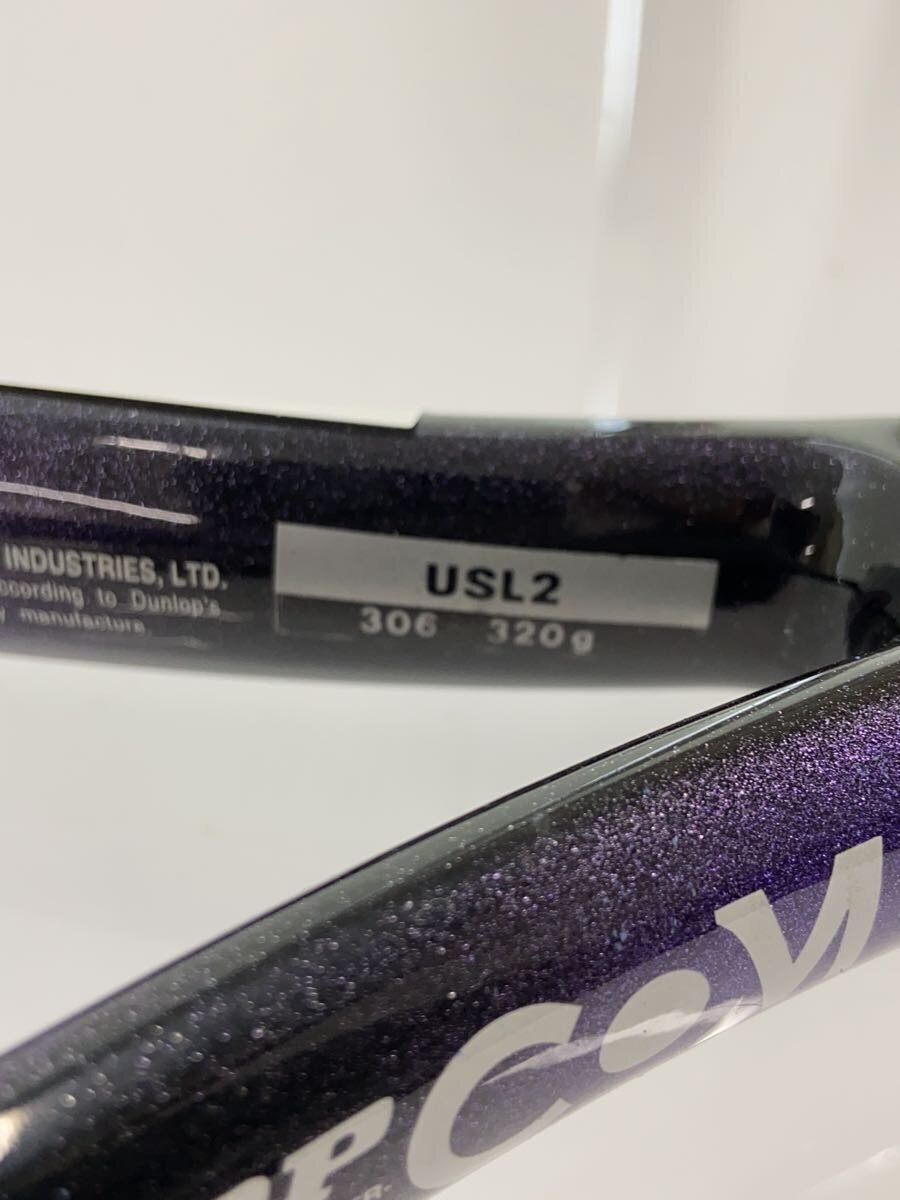 INDUSTRIES, LTD.
ccording to Dunlop's
y manufacture
USL2
306 320g